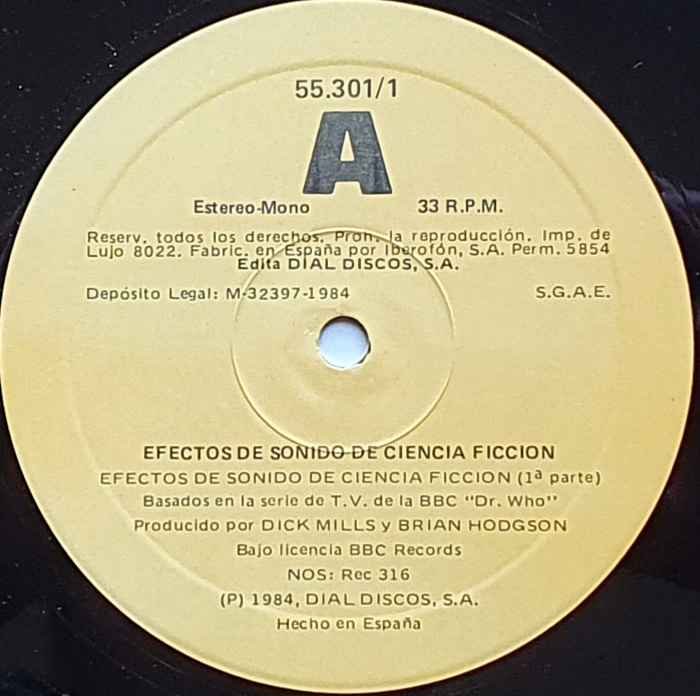 55.301/1
A
Estereo-Mono 33 R.P.M.
Reserv. todos los derechos. Proh. la reproducción. Imp. de
Lujo 8022. Fabric. en España por Iberofón, S.A. Perm. 5854
Edita DIAL DISCOS, S.A.
Depósito Legal: M-32397-1984 S.G.A.E.
EFECTOS DE SONIDO DE CIENCIA FICCION
EFECTOS DE SONIDO DE CIENCIA FICCION (1ª parte)
Basados en la serie de T.V. de la BBC "Dr. Who"
Producido por DICK MILLS y BRIAN HODGSON
Bajo licencia BBC Records
NOS: Rec 316
(P) 1984, DIAL DISCOS, S.A.
Hecho en España